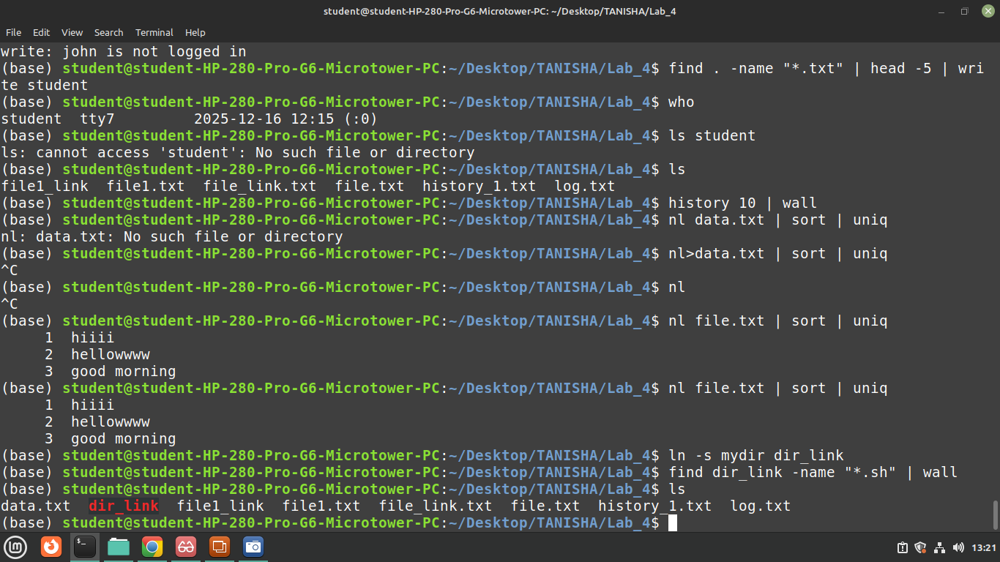 student@student-HP-280-Pro-G6-Microtower-PC: ~/Desktop/TANISHA/Lab_4
File Edit View Search Terminal Help
write: john is not logged in
(base) student@student-HP-280-Pro-G6-Microtower-PC:~/Desktop/TANISHA/Lab_4$ find . -name "*.txt" | head -5 | wri
te student
(base) student@student-HP-280-Pro-G6-Microtower-PC:~/Desktop/TANISHA/Lab_4$ who
student  tty7         2025-12-16 12:15 (:0)
(base) student@student-HP-280-Pro-G6-Microtower-PC:~/Desktop/TANISHA/Lab_4$ ls student
ls: cannot access 'student': No such file or directory
(base) student@student-HP-280-Pro-G6-Microtower-PC:~/Desktop/TANISHA/Lab_4$ ls
file1_link  file1.txt  file_link.txt  file.txt  history_1.txt  log.txt
(base) student@student-HP-280-Pro-G6-Microtower-PC:~/Desktop/TANISHA/Lab_4$ history 10 | wall
(base) student@student-HP-280-Pro-G6-Microtower-PC:~/Desktop/TANISHA/Lab_4$ nl data.txt | sort | uniq
nl: data.txt: No such file or directory
(base) student@student-HP-280-Pro-G6-Microtower-PC:~/Desktop/TANISHA/Lab_4$ nl>data.txt | sort | uniq
^C
(base) student@student-HP-280-Pro-G6-Microtower-PC:~/Desktop/TANISHA/Lab_4$ nl
^C
(base) student@student-HP-280-Pro-G6-Microtower-PC:~/Desktop/TANISHA/Lab_4$ nl file.txt | sort | uniq
     1  hiiii
     2  hellowwww
     3  good morning
(base) student@student-HP-280-Pro-G6-Microtower-PC:~/Desktop/TANISHA/Lab_4$ nl file.txt | sort | uniq
     1  hiiii
     2  hellowwww
     3  good morning
(base) student@student-HP-280-Pro-G6-Microtower-PC:~/Desktop/TANISHA/Lab_4$ ln -s mydir dir_link
(base) student@student-HP-280-Pro-G6-Microtower-PC:~/Desktop/TANISHA/Lab_4$ find dir_link -name "*.sh" | wall
(base) student@student-HP-280-Pro-G6-Microtower-PC:~/Desktop/TANISHA/Lab_4$ ls
data.txt  dir_link  file1_link  file1.txt  file_link.txt  file.txt  history_1.txt  log.txt
(base) student@student-HP-280-Pro-G6-Microtower-PC:~/Desktop/TANISHA/Lab_4$
13:21